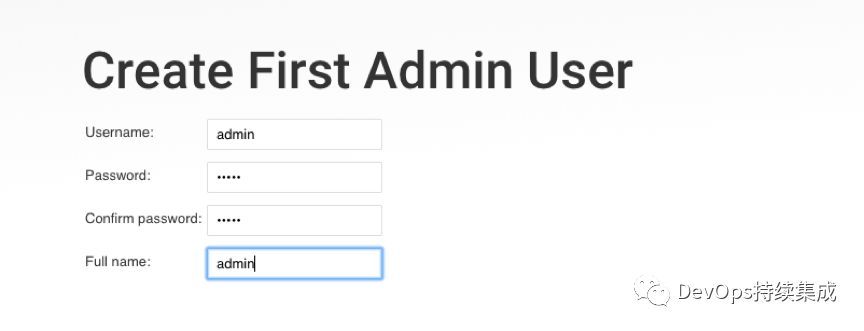 Create First Admin User
Username: admin
Password: •••••
Confirm password: •••••
Full name: admin
DevOps持续集成